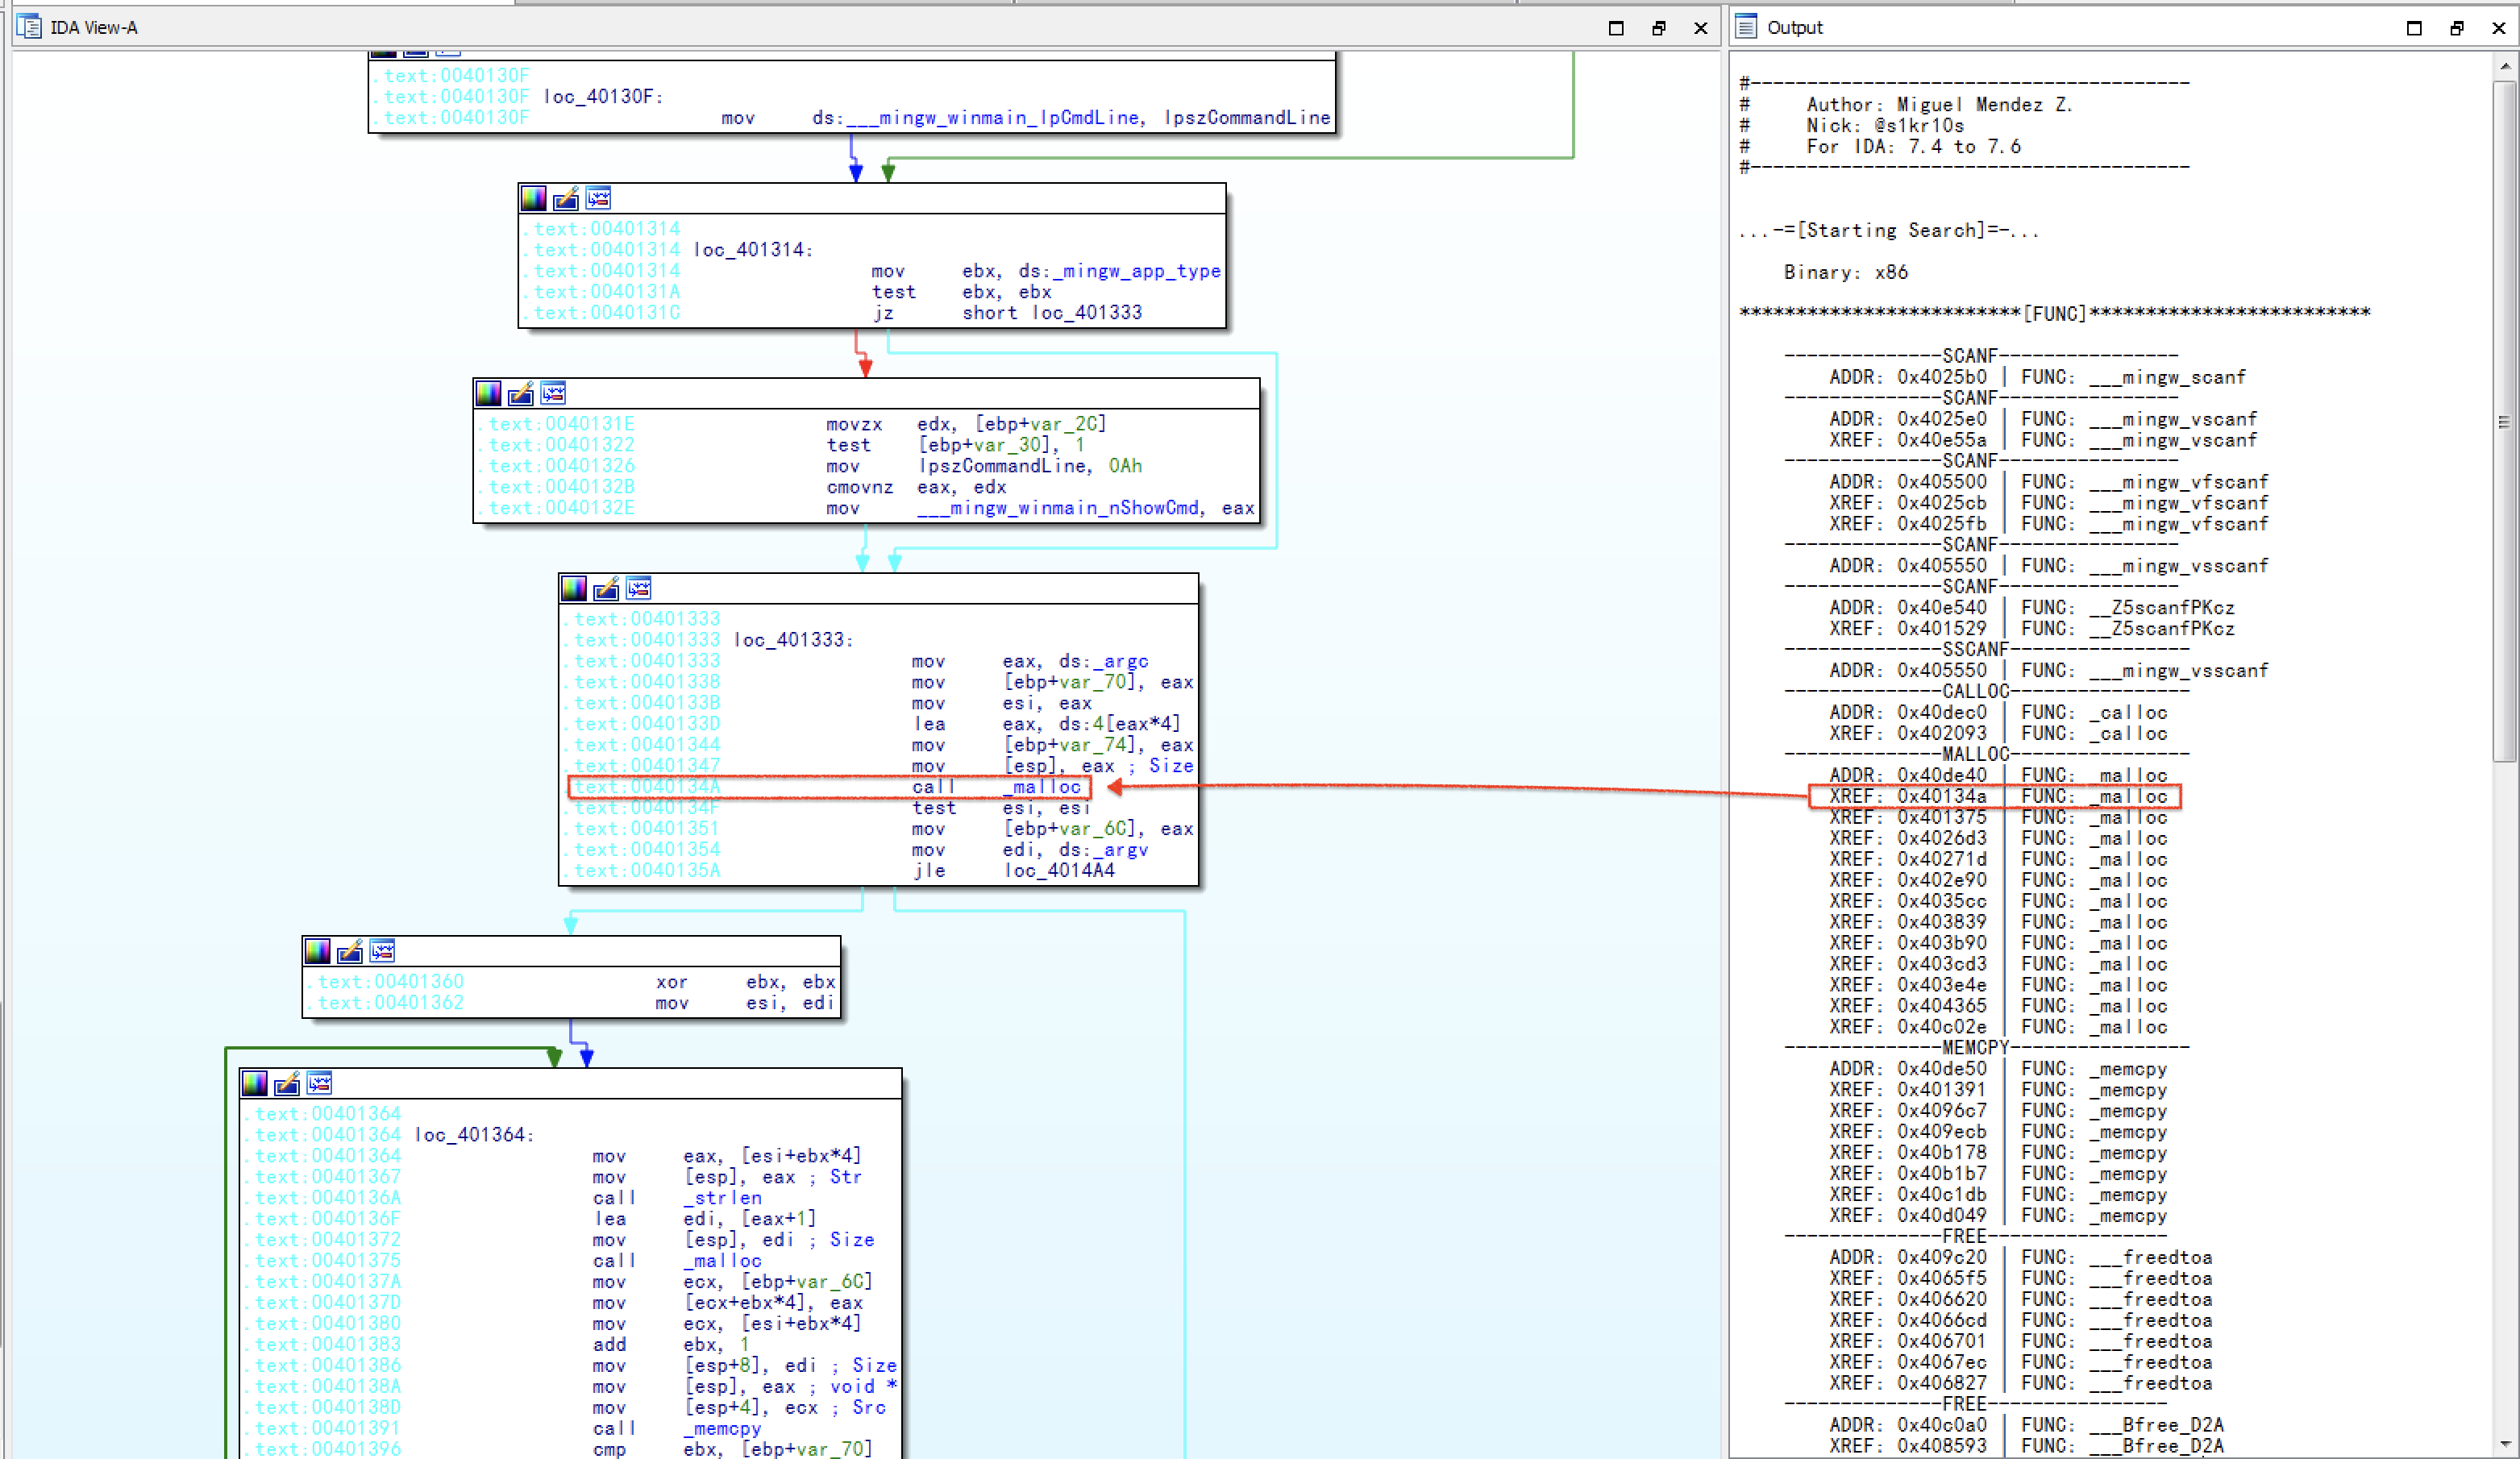 IDA View-A
.text:0040130F
.text:0040130F loc_40130F:
.text:0040130F mov ds:___mingw_winmain_lpCmdLine, lpszCommandLine
.text:00401314
.text:00401314 loc_401314:
.text:00401314 mov ebx, ds:_mingw_app_type
.text:0040131A test ebx, ebx
.text:0040131C jz short loc_401333
.text:0040131E movzx edx, [ebp+var_2C]
.text:00401322 test [ebp+var_30], 1
.text:00401326 mov lpszCommandLine, 0Ah
.text:0040132B cmovnz eax, edx
.text:0040132E mov ___mingw_winmain_nShowCmd, eax
.text:00401333
.text:00401333 loc_401333:
.text:00401333 mov eax, ds:_argc
.text:00401338 mov [ebp+var_70], eax
.text:0040133B mov esi, eax
.text:0040133D lea eax, ds:4[eax*4]
.text:00401344 mov [ebp+var_74], eax
.text:00401347 mov [esp], eax ; Size
.text:0040134A call _malloc
.text:0040134F test esi, esi
.text:00401351 mov [ebp+var_6C], eax
.text:00401354 mov edi, ds:_argv
.text:0040135A jle loc_4014A4
.text:00401360 xor ebx, ebx
.text:00401362 mov esi, edi
.text:00401364
.text:00401364 loc_401364:
.text:00401364 mov eax, [esi+ebx*4]
.text:00401367 mov [esp], eax ; Str
.text:0040136A call _strlen
.text:0040136F lea edi, [eax+1]
.text:00401372 mov [esp], edi ; Size
.text:00401375 call _malloc
.text:0040137A mov ecx, [ebp+var_6C]
.text:0040137D mov [ecx+ebx*4], eax
.text:00401380 mov ecx, [esi+ebx*4]
.text:00401383 add ebx, 1
.text:00401386 mov [esp+8], edi ; Size
.text:0040138A mov [esp], eax ; void *
.text:0040138D mov [esp+4], ecx ; Src
.text:00401391 call _memcpy
.text:00401396 cmp ebx, [ebp+var_70]
Output
#---------------------------------------
# Author: Miguel Mendez Z.
# Nick: @s1kr10s
# For IDA: 7.4 to 7.6
#---------------------------------------
...-=[Starting Search]=-...
Binary: x86
*************************[FUNC]*************************
--------------SCANF----------------
ADDR: 0x4025b0 | FUNC: ___mingw_scanf
--------------SCANF----------------
ADDR: 0x4025e0 | FUNC: ___mingw_vscanf
XREF: 0x40e55a | FUNC: ___mingw_vscanf
--------------SCANF----------------
ADDR: 0x405500 | FUNC: ___mingw_vfscanf
XREF: 0x4025cb | FUNC: ___mingw_vfscanf
XREF: 0x4025fb | FUNC: ___mingw_vfscanf
--------------SCANF----------------
ADDR: 0x405550 | FUNC: ___mingw_vsscanf
--------------SCANF----------------
ADDR: 0x40e540 | FUNC: __Z5scanfPKcz
XREF: 0x401529 | FUNC: __Z5scanfPKcz
--------------SSCANF----------------
ADDR: 0x405550 | FUNC: ___mingw_vsscanf
--------------CALLOC----------------
ADDR: 0x40dec0 | FUNC: _calloc
XREF: 0x402093 | FUNC: _calloc
--------------MALLOC----------------
ADDR: 0x40de40 | FUNC: _malloc
XREF: 0x40134a | FUNC: _malloc
XREF: 0x401375 | FUNC: _malloc
XREF: 0x4026d3 | FUNC: _malloc
XREF: 0x40271d | FUNC: _malloc
XREF: 0x402e90 | FUNC: _malloc
XREF: 0x4035cc | FUNC: _malloc
XREF: 0x403839 | FUNC: _malloc
XREF: 0x403b90 | FUNC: _malloc
XREF: 0x403cd3 | FUNC: _malloc
XREF: 0x403e4e | FUNC: _malloc
XREF: 0x404365 | FUNC: _malloc
XREF: 0x40c02e | FUNC: _malloc
--------------MEMCPY----------------
ADDR: 0x40de50 | FUNC: _memcpy
XREF: 0x401391 | FUNC: _memcpy
XREF: 0x4096c7 | FUNC: _memcpy
XREF: 0x409ecb | FUNC: _memcpy
XREF: 0x40b178 | FUNC: _memcpy
XREF: 0x40b1b7 | FUNC: _memcpy
XREF: 0x40c1db | FUNC: _memcpy
XREF: 0x40d049 | FUNC: _memcpy
--------------FREE----------------
ADDR: 0x409c20 | FUNC: ___freedtoa
XREF: 0x4065f5 | FUNC: ___freedtoa
XREF: 0x406620 | FUNC: ___freedtoa
XREF: 0x4066cd | FUNC: ___freedtoa
XREF: 0x406701 | FUNC: ___freedtoa
XREF: 0x4067ec | FUNC: ___freedtoa
XREF: 0x406827 | FUNC: ___freedtoa
--------------FREE----------------
ADDR: 0x40c0a0 | FUNC: ___Bfree_D2A
XREF: 0x408593 | FUNC: ___Bfree_D2A